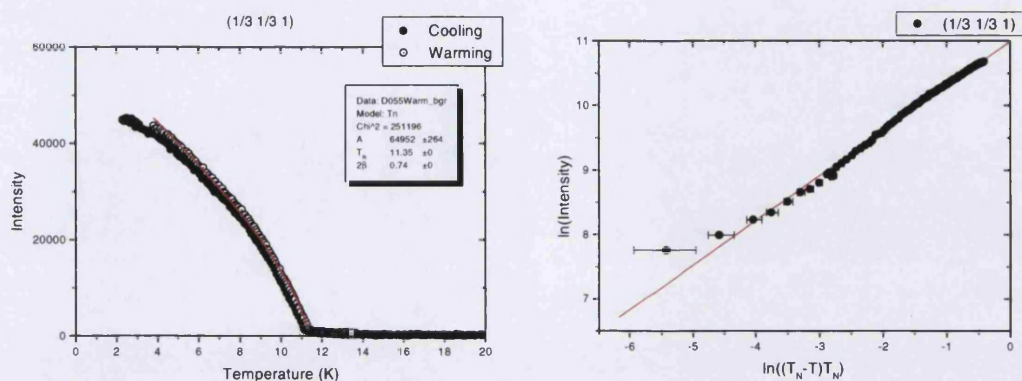 (1/3 1/3 1)
Cooling
Warming
60000
40000
20000
0
Intensity
Data: D055Warm_bgr
Model: Tn
Chi^2 = 251196
A 64952 ±264
T_N 11.35 ±0
2B 0.74 ±0
0 2 4 6 8 10 12 14 16 18 20
Temperature (K)
(1/3 1/3 1)
11
10
9
8
7
ln(Intensity)
-6 -5 -4 -3 -2 -1 0
ln((T_N-T)T_N)